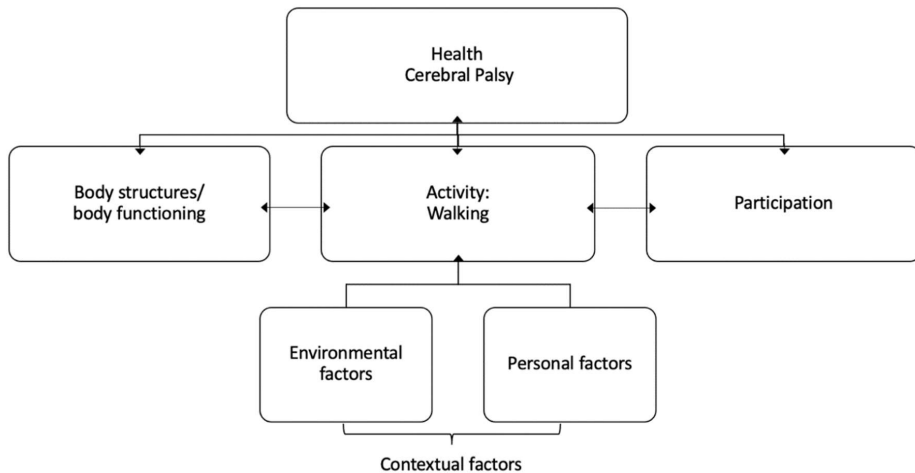 Health
Cerebral Palsy
Body structures/
body functioning
Activity:
Walking
Participation
Environmental
factors
Personal factors
Contextual factors